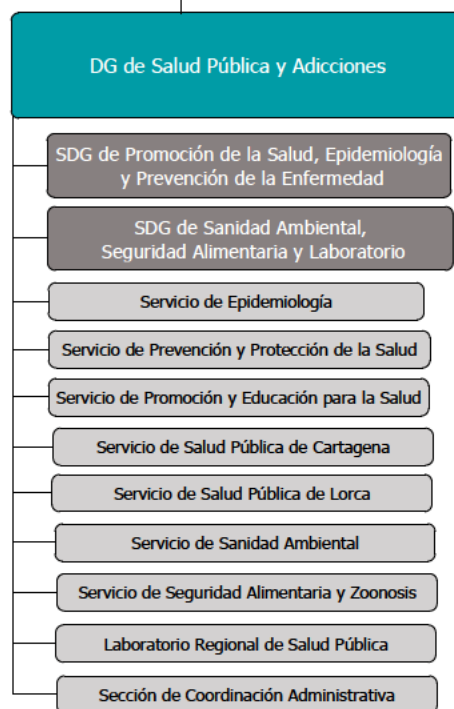 DG de Salud Pública y Adicciones
SDG de Promoción de la Salud, Epidemiología
y Prevención de la Enfermedad
SDG de Sanidad Ambiental,
Seguridad Alimentaria y Laboratorio
Servicio de Epidemiología
Servicio de Prevención y Protección de la Salud
Servicio de Promoción y Educación para la Salud
Servicio de Salud Pública de Cartagena
Servicio de Salud Pública de Lorca
Servicio de Sanidad Ambiental
Servicio de Seguridad Alimentaria y Zoonosis
Laboratorio Regional de Salud Pública
Sección de Coordinación Administrativa